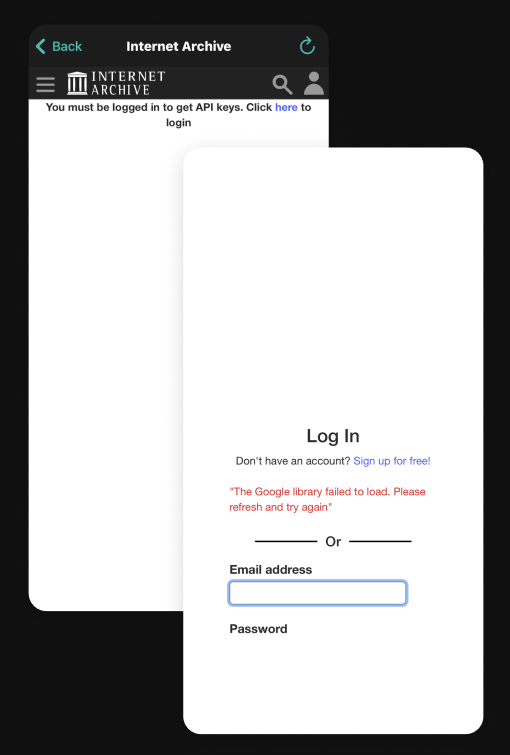 Back
Internet Archive
INTERNET
ARCHIVE
You must be logged in to get API keys. Click here to
login
Log In
Don't have an account? Sign up for free!
"The Google library failed to load. Please
refresh and try again"
Or
Email address
Password